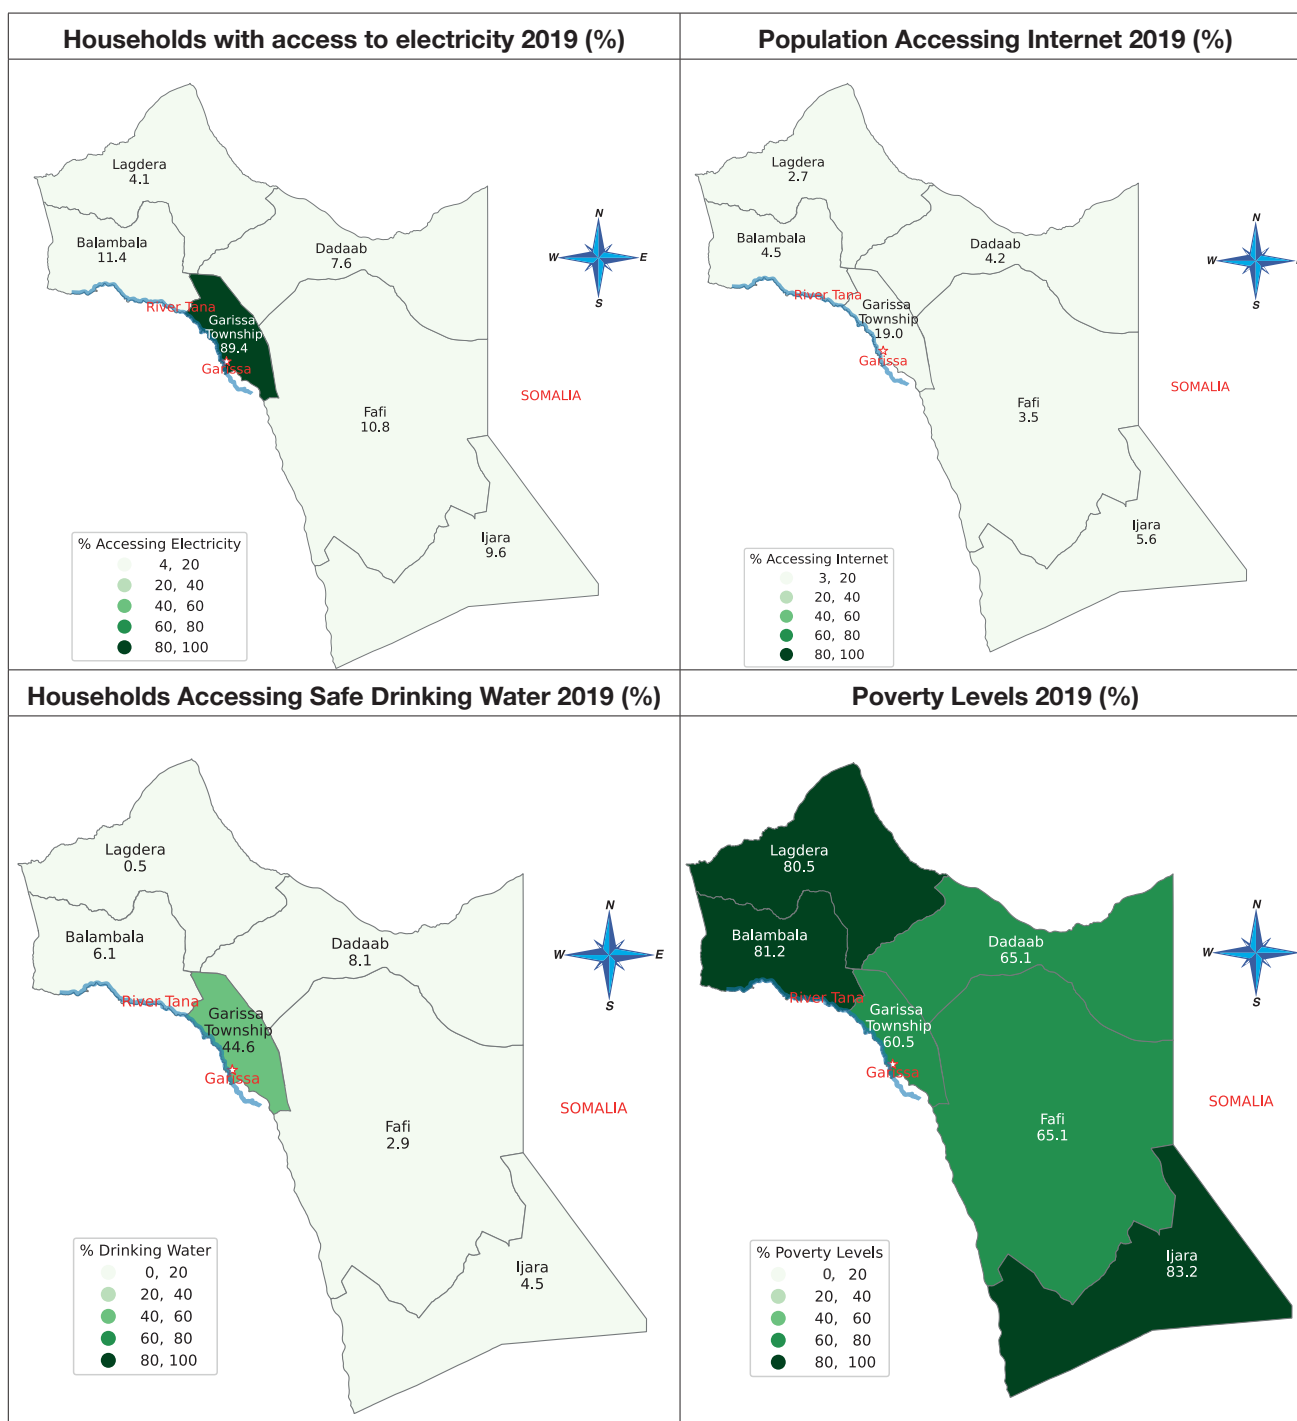 Households with access to electricity 2019 (%)
Lagdera
4.1
Balambala
11.4
Dadaab
7.6
River Tana
Garissa
Township
89.4
Garissa
Fafi
10.8
Ijara
9.6
SOMALIA
N
W
E
S
% Accessing Electricity
4, 20
20, 40
40, 60
60, 80
80, 100
Population Accessing Internet 2019 (%)
Lagdera
2.7
Balambala
4.5
Dadaab
4.2
River Tana
Garissa
Township
19.0
Garissa
Fafi
3.5
Ijara
5.6
SOMALIA
N
W
S
% Accessing Internet
3, 20
20, 40
40, 60
60, 80
80, 100
Households Accessing Safe Drinking Water 2019 (%)
Lagdera
0.5
Balambala
6.1
Dadaab
8.1
River Tana
Garissa
Township
44.6
Garissa
Fafi
2.9
Ijara
4.5
SOMALIA
N
W
E
S
% Drinking Water
0, 20
20, 40
40, 60
60, 80
80, 100
Poverty Levels 2019 (%)
Lagdera
80.5
Balambala
81.2
Dadaab
65.1
River Tana
Garissa
Township
60.5
Garissa
Fafi
65.1
Ijara
83.2
SOMALIA
N
W
S
% Poverty Levels
0, 20
20, 40
40, 60
60, 80
80, 100